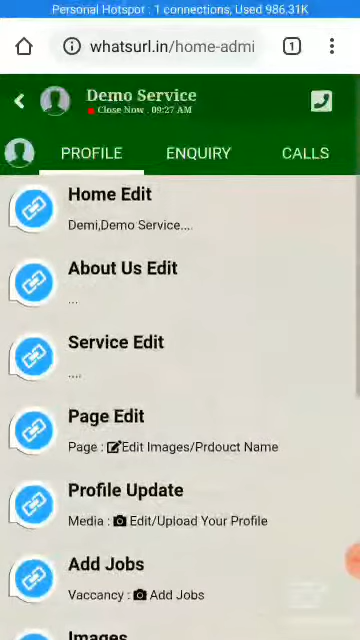 Personal Hotspot : 1 connections, Used 986.31K
whatsurl.in/home-admi
1
Demo Service
Close Now . 09:27 AM
PROFILE
ENQUIRY
CALLS
Home Edit
Demi,Demo Service....
About Us Edit
...
Service Edit
....
Page Edit
Page : Edit Images/Prdouct Name
Profile Update
Media : Edit/Upload Your Profile
Add Jobs
Vaccancy : Add Jobs
Images